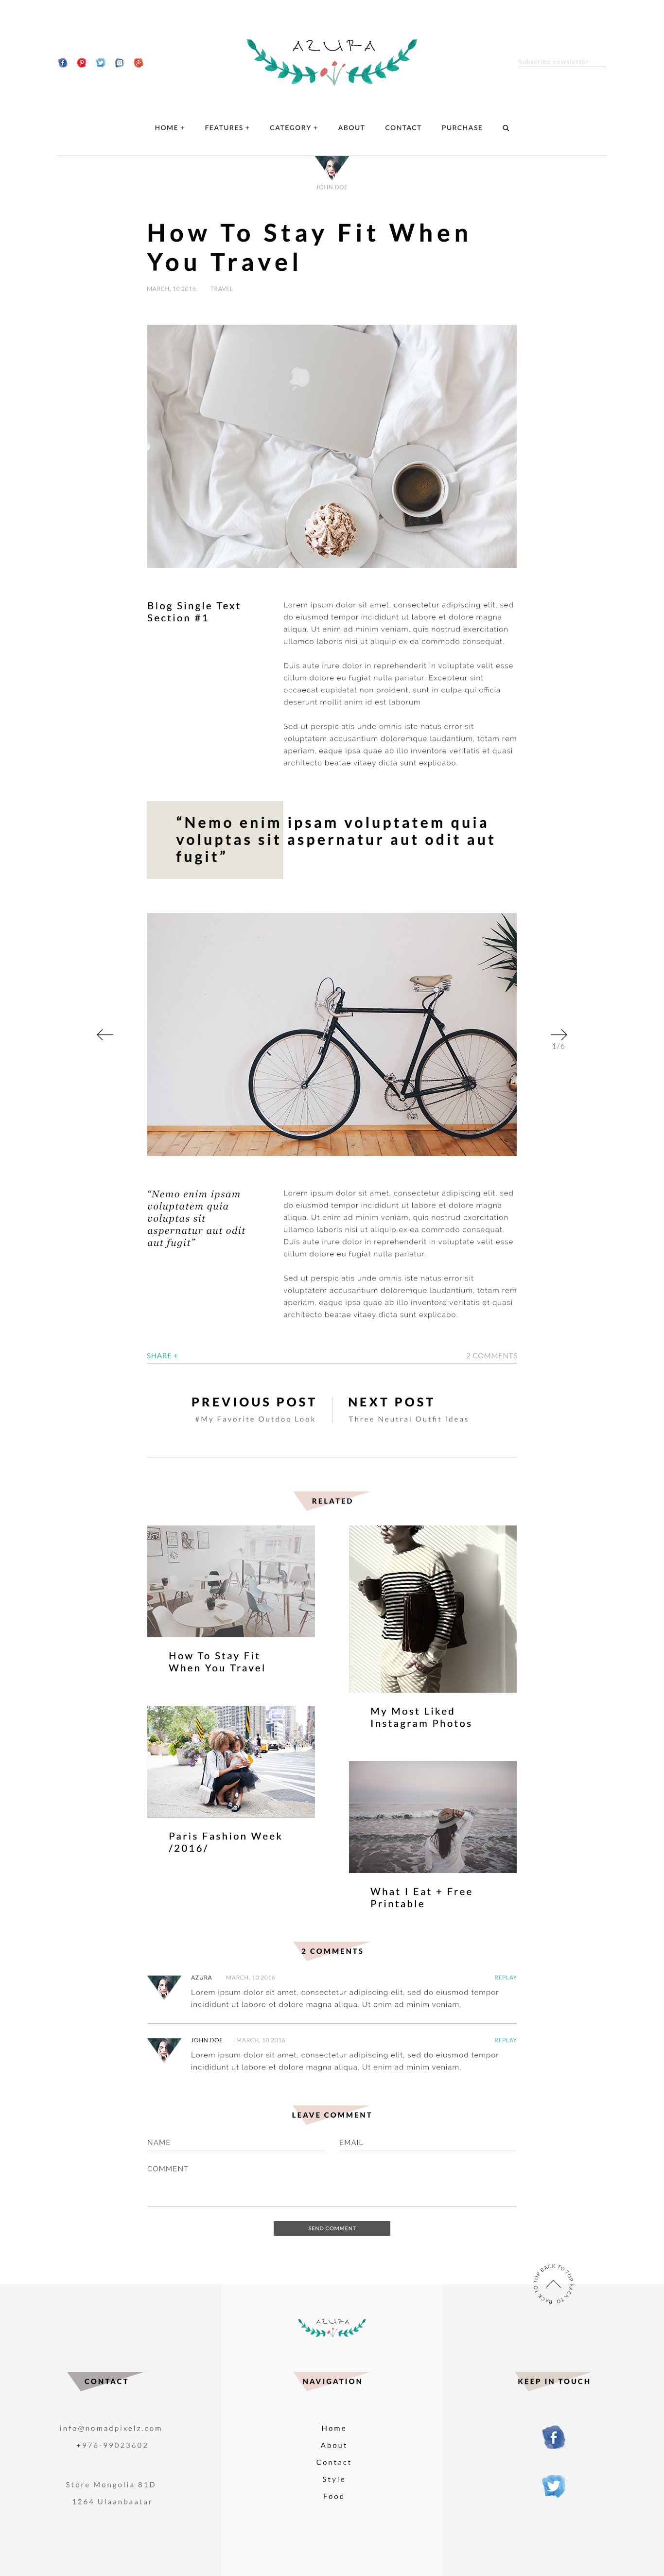 AZURA
Subscribe newsletter
HOME +
FEATURES +
CATEGORY +
ABOUT
CONTACT
PURCHASE
JOHN DOE
How To Stay Fit When
You Travel
MARCH, 10 2016
TRAVEL
Blog Single Text
Section #1
Lorem ipsum dolor sit amet, consectetur adipiscing elit, sed
do eiusmod tempor incididunt ut labore et dolore magna
aliqua. Ut enim ad minim veniam, quis nostrud exercitation
ullamco laboris nisi ut aliquip ex ea commodo consequat.
Duis aute irure dolor in reprehenderit in voluptate velit esse
cillum dolore eu fugiat nulla pariatur. Excepteur sint
occaecat cupidatat non proident, sunt in culpa qui officia
deserunt mollit anim id est laborum
Sed ut perspiciatis unde omnis iste natus error sit
voluptatem accusantium doloremque laudantium, totam rem
aperiam, eaque ipsa quae ab illo inventore veritatis et quasi
architecto beatae vitaey dicta sunt explicabo.
“Nemo enim ipsam voluptatem quia
voluptas sit aspernatur aut odit aut
fugit”
1/6
“Nemo enim ipsam
voluptatem quia
voluptas sit
aspernatur aut odit
aut fugit”
Lorem ipsum dolor sit amet, consectetur adipiscing elit, sed
do eiusmod tempor incididunt ut labore et dolore magna
aliqua. Ut enim ad minim veniam, quis nostrud exercitation
ullamco laboris nisi ut aliquip ex ea commodo consequat.
Duis aute irure dolor in reprehenderit in voluptate velit esse
cillum dolore eu fugiat nulla pariatur.
Sed ut perspiciatis unde omnis iste natus error sit
voluptatem accusantium doloremque laudantium, totam rem
aperiam, eaque ipsa quae ab illo inventore veritatis et quasi
architecto beatae vitaey dicta sunt explicabo.
SHARE +
2 COMMENTS
PREVIOUS POST
#My Favorite Outdoo Look
NEXT POST
Three Neutral Outfit Ideas
RELATED
How To Stay Fit
When You Travel
My Most Liked
Instagram Photos
Paris Fashion Week
/2016/
What I Eat + Free
Printable
2 COMMENTS
AZURA
MARCH, 10 2016
REPLAY
Lorem ipsum dolor sit amet, consectetur adipiscing elit, sed do eiusmod tempor
incididunt ut labore et dolore magna aliqua. Ut enim ad minim veniam,
JOHN DOE
MARCH, 10 2016
REPLAY
Lorem ipsum dolor sit amet, consectetur adipiscing elit, sed do eiusmod tempor
incididunt ut labore et dolore magna aliqua. Ut enim ad minim veniam,
LEAVE COMMENT
NAME
EMAIL
COMMENT
SEND COMMENT
BACK TO TOP BACK TO TOP BACK TO
AZURA
CONTACT
info@nomadpixelz.com
+976-99023602
Store Mongolia 81D
1264 Ulaanbaatar
NAVIGATION
Home
About
Contact
Style
Food
KEEP IN TOUCH